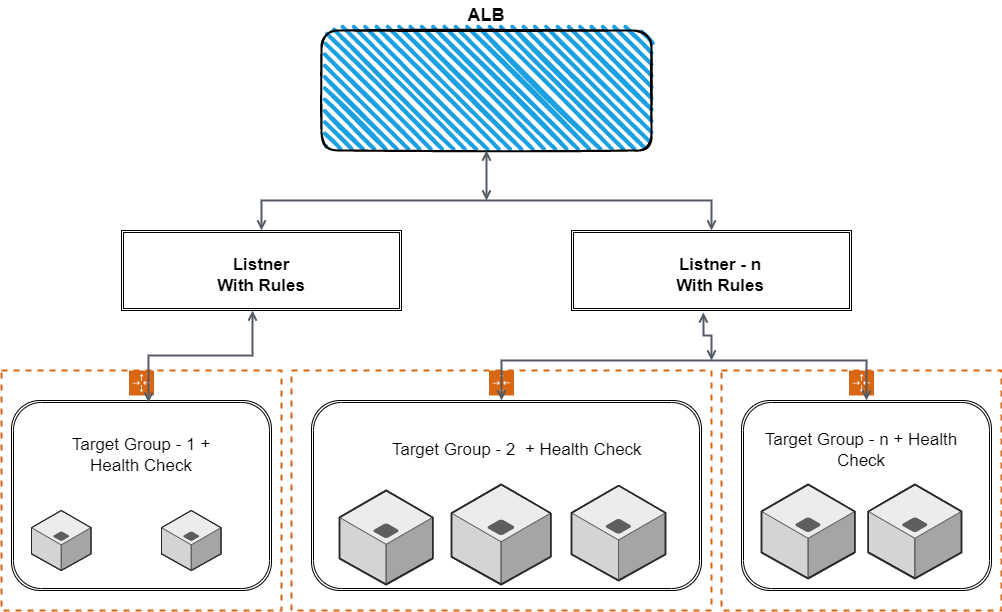 ALB
Listner
With Rules
Listner - n
With Rules
Target Group - 1 +
Health Check
Target Group - 2  + Health Check
Target Group - n + Health
Check